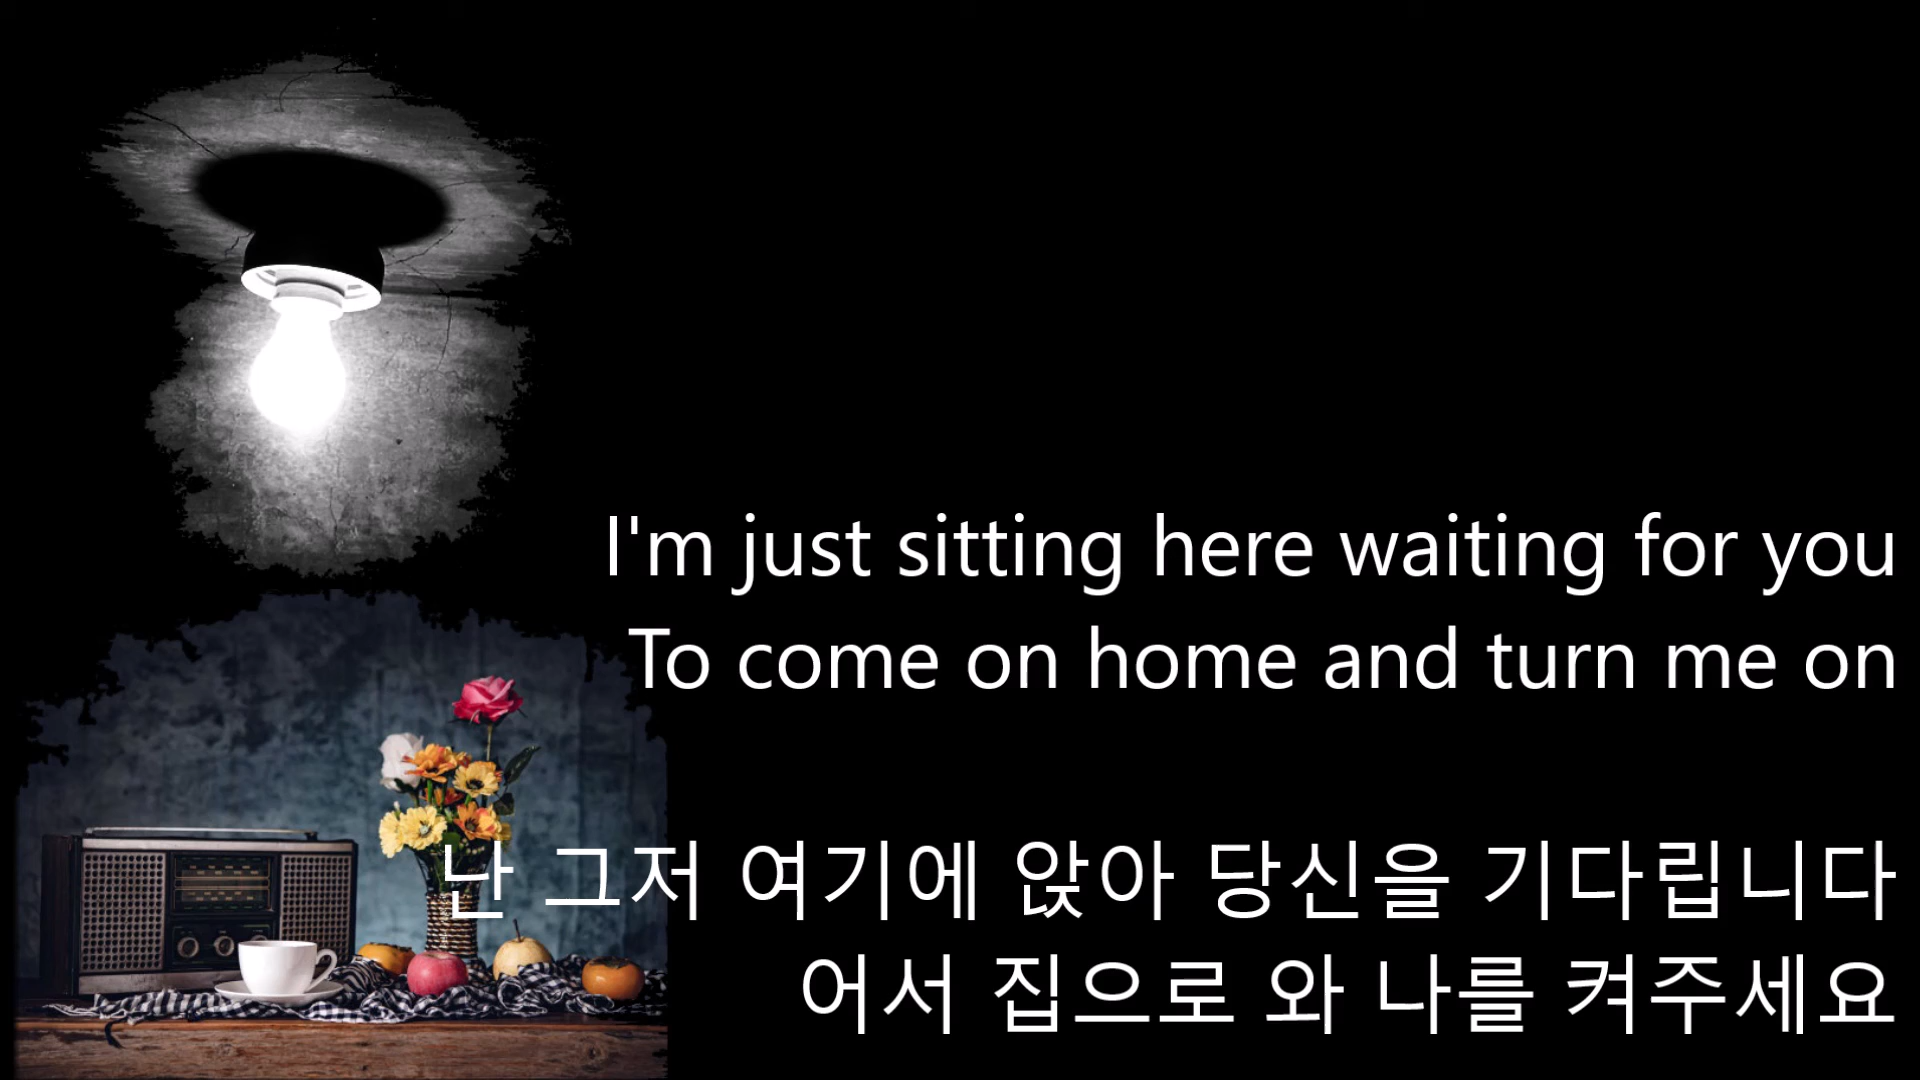 I'm just sitting here waiting for you
To come on home and turn me on
난 그저 여기에 앉아 당신을 기다립니다
어서 집으로 와 나를 켜주세요